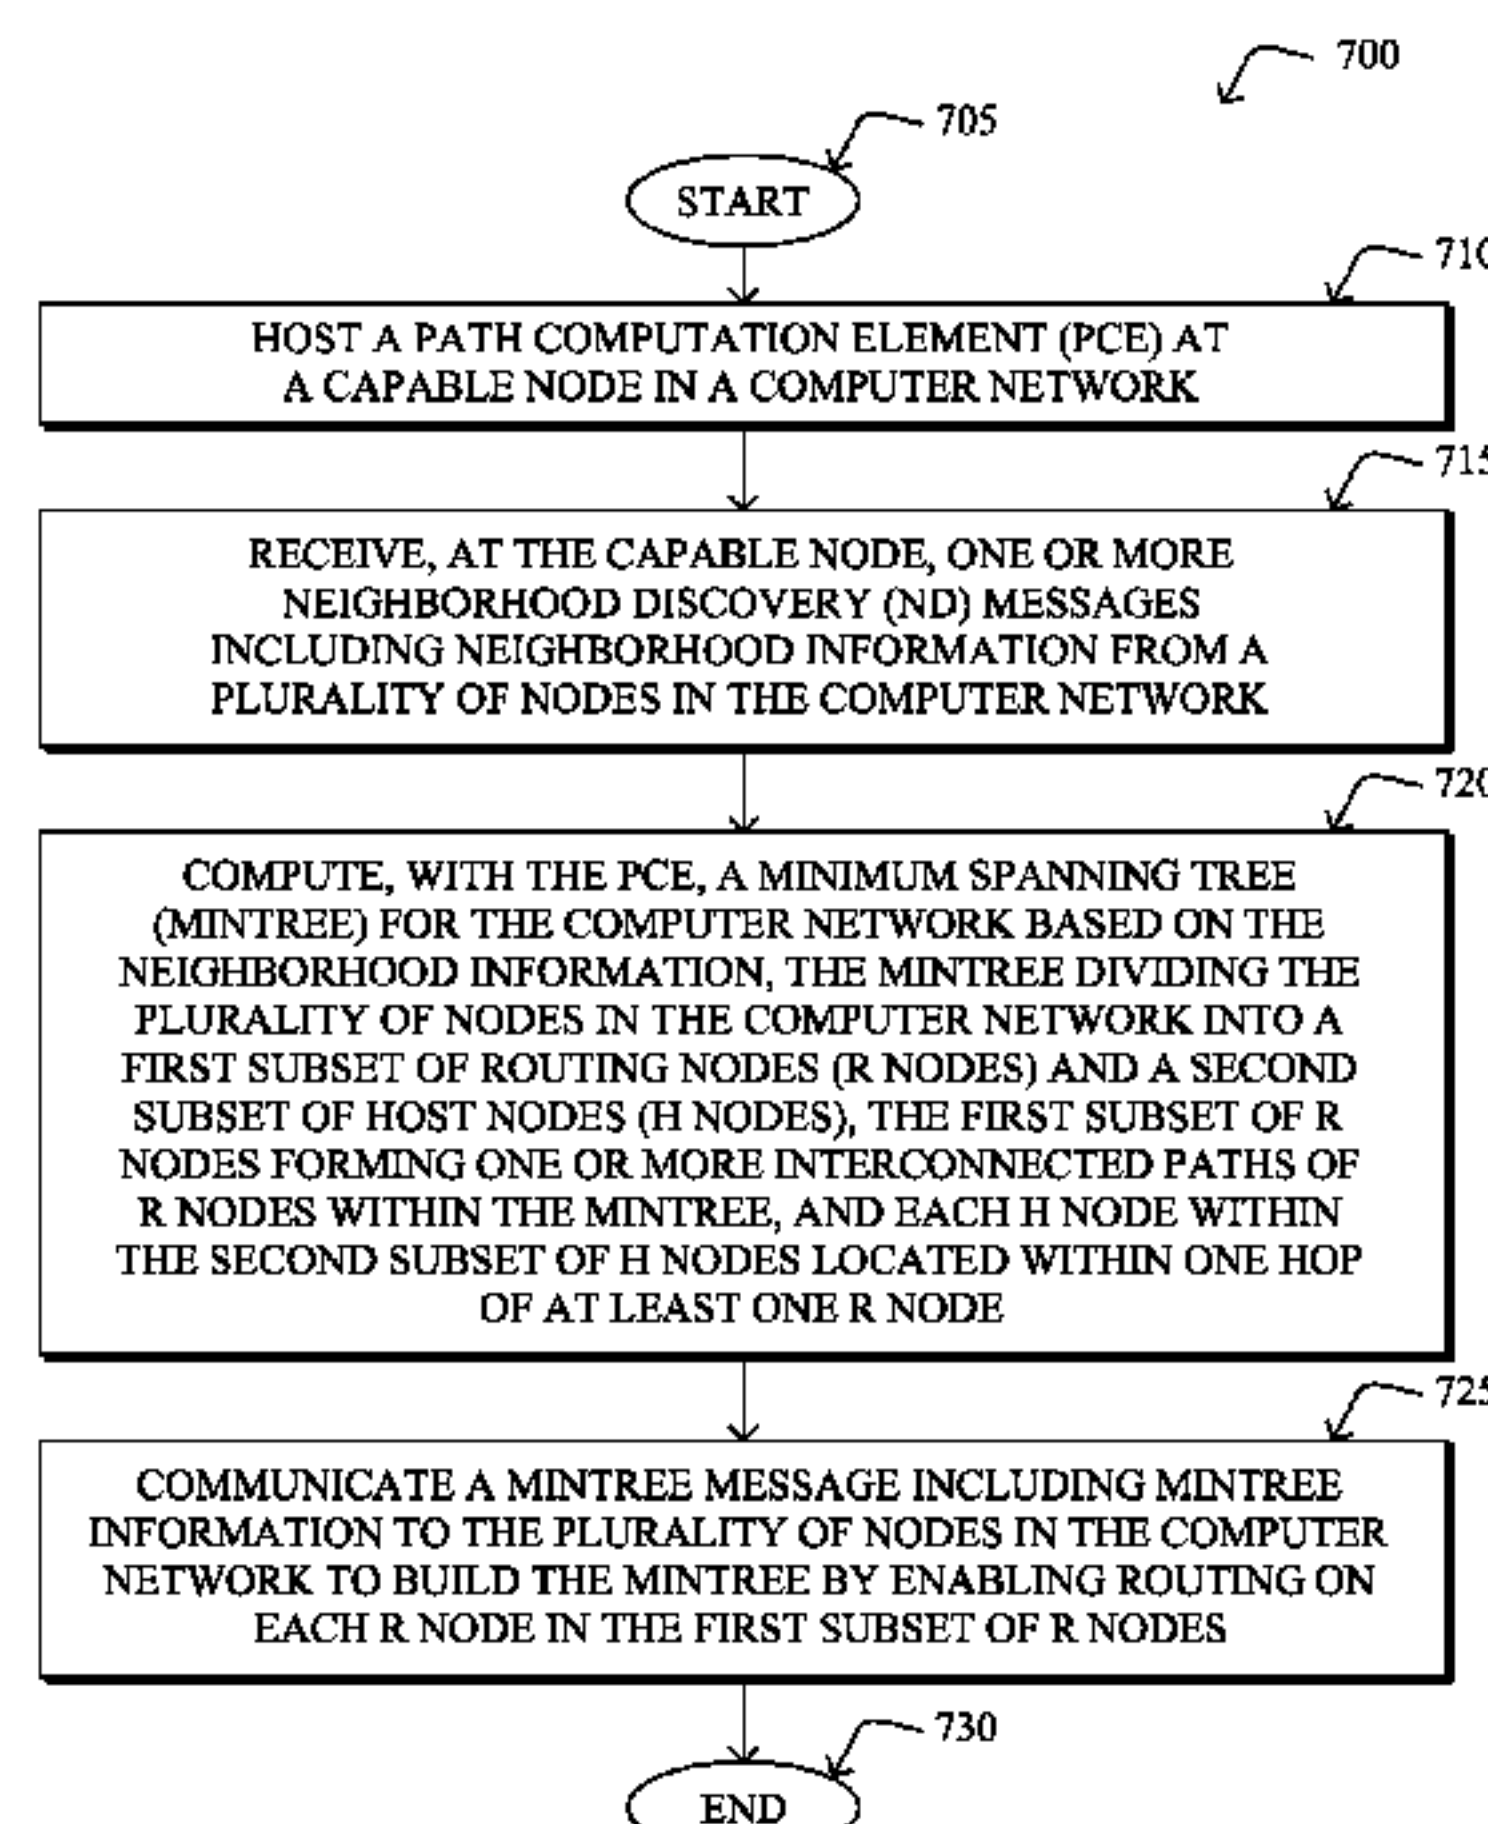 700
705
START
710
HOST A PATH COMPUTATION ELEMENT (PCE) AT
A CAPABLE NODE IN A COMPUTER NETWORK
715
RECEIVE, AT THE CAPABLE NODE, ONE OR MORE
NEIGHBORHOOD DISCOVERY (ND) MESSAGES
INCLUDING NEIGHBORHOOD INFORMATION FROM A
PLURALITY OF NODES IN THE COMPUTER NETWORK
720
COMPUTE, WITH THE PCE, A MINIMUM SPANNING TREE
(MINTREE) FOR THE COMPUTER NETWORK BASED ON THE
NEIGHBORHOOD INFORMATION, THE MINTREE DIVIDING THE
PLURALITY OF NODES IN THE COMPUTER NETWORK INTO A
FIRST SUBSET OF ROUTING NODES (R NODES) AND A SECOND
SUBSET OF HOST NODES (H NODES), THE FIRST SUBSET OF R
NODES FORMING ONE OR MORE INTERCONNECTED PATHS OF
R NODES WITHIN THE MINTREE, AND EACH H NODE WITHIN
THE SECOND SUBSET OF H NODES LOCATED WITHIN ONE HOP
OF AT LEAST ONE R NODE
725
COMMUNICATE A MINTREE MESSAGE INCLUDING MINTREE
INFORMATION TO THE PLURALITY OF NODES IN THE COMPUTER
NETWORK TO BUILD THE MINTREE BY ENABLING ROUTING ON
EACH R NODE IN THE FIRST SUBSET OF R NODES
730
END